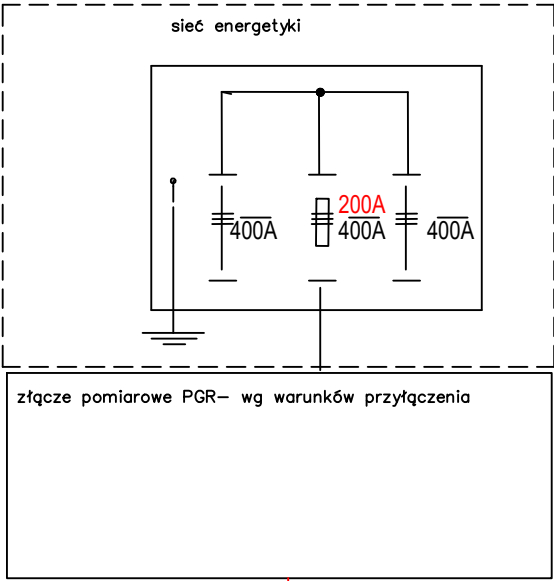 sieć energetyki
200A
400A 400A 400A
złącze pomiarowe PGR– wg warunków przyłączenia